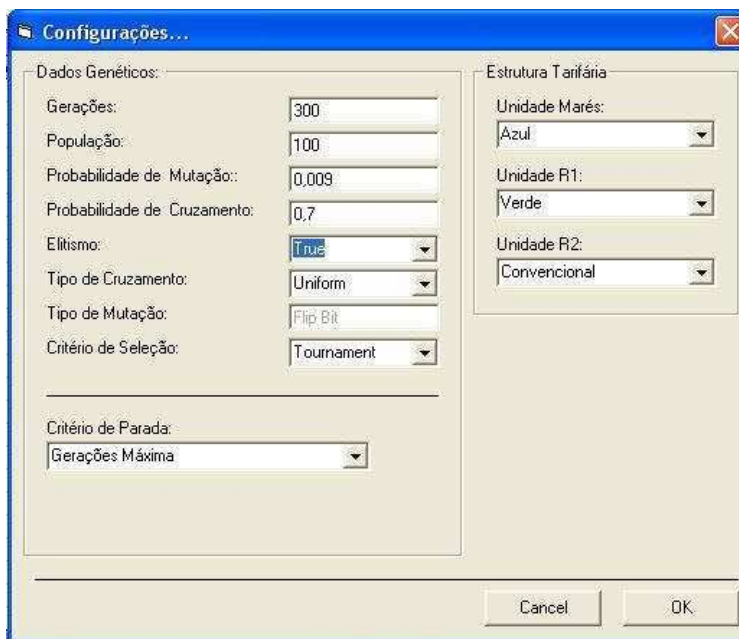 Configurações...
Dados Genéticos:
Gerações:
300
População:
100
Probabilidade de Mutação::
0,009
Probabilidade de Cruzamento:
0,7
Elitismo:
True
Tipo de Cruzamento:
Uniform
Tipo de Mutação:
Flip Bit
Critério de Seleção:
Tournament
Critério de Parada:
Gerações Máxima
Estrutura Tarifária
Unidade Marés:
Azul
Unidade R1:
Verde
Unidade R2:
Convencional
Cancel
OK